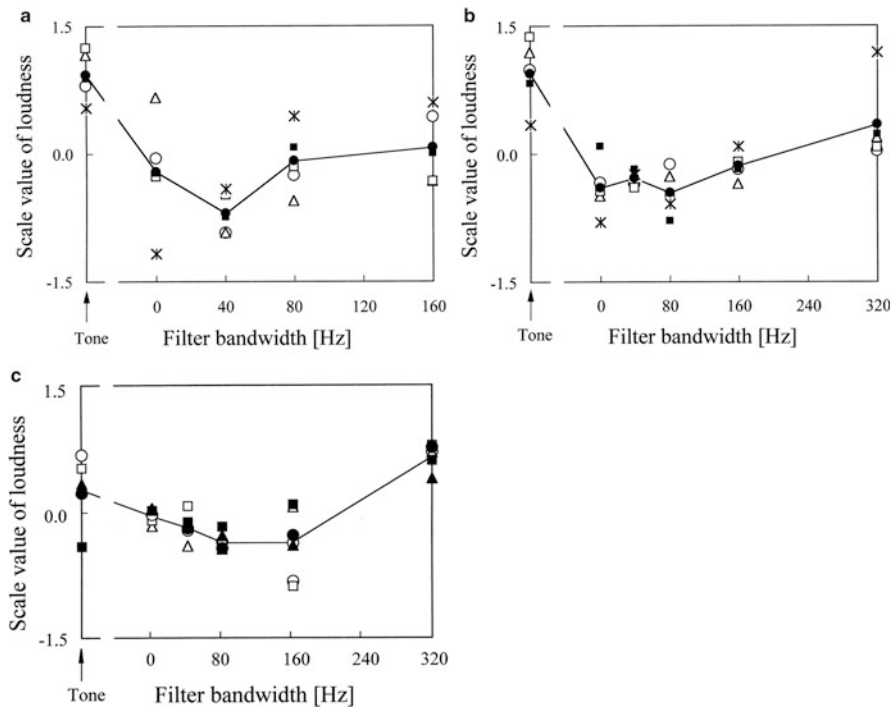 a
1.5
0.0
-1.5
Scale value of loudness
0 40 80 120 160
Tone
Filter bandwidth [Hz]
b
1.5
0.0
-1.5
Scale value of loudness
0 80 160 240 320
Tone
Filter bandwidth [Hz]
c
1.5
0.0
-1.5
Scale value of loudness
0 80 160 240 320
Tone
Filter bandwidth [Hz]